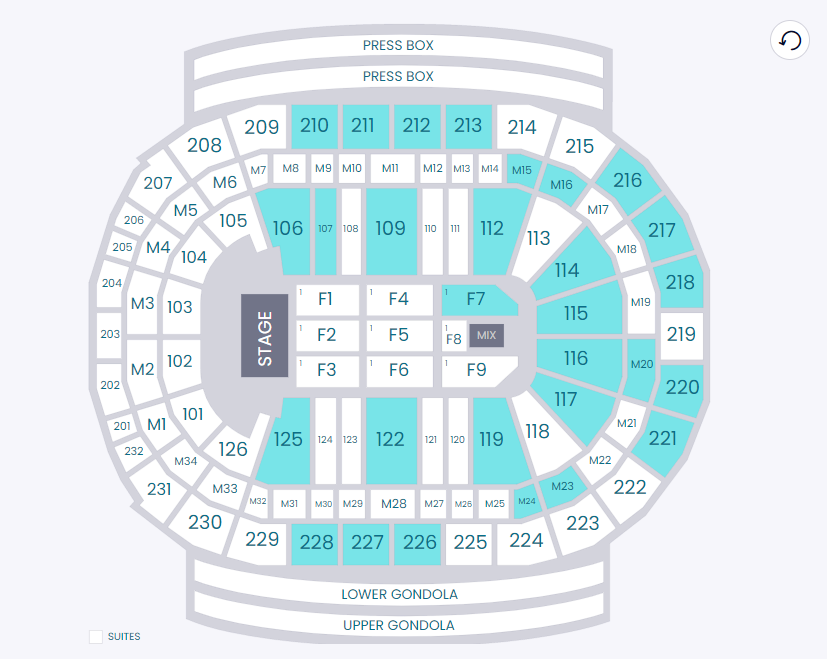 PRESS BOX
PRESS BOX
209 210 211 212 213 214
208 215
M7 M8 M9 M10 M11 M12 M13 M14 M15
207 M6 M16 216
206 M5 105 M17
106 107 108 109 110 111 112 113 217
205 M4 104 M18
204 114 218
M3 103 1 F1 1 F4 1 F7 M19
STAGE 115
203 1 F2 1 F5 1 F8 MIX 219
M2 102 116 M20
202 1 F3 1 F6 1 F9 220
117
201 M1 101 M21
232 126 125 124 123 122 121 120 119 118 221
M34 M22
231 M33 M23 222
M32 M31 M30 M29 M28 M27 M26 M25 M24
230 223
229 228 227 226 225 224
LOWER GONDOLA
UPPER GONDOLA
SUITES